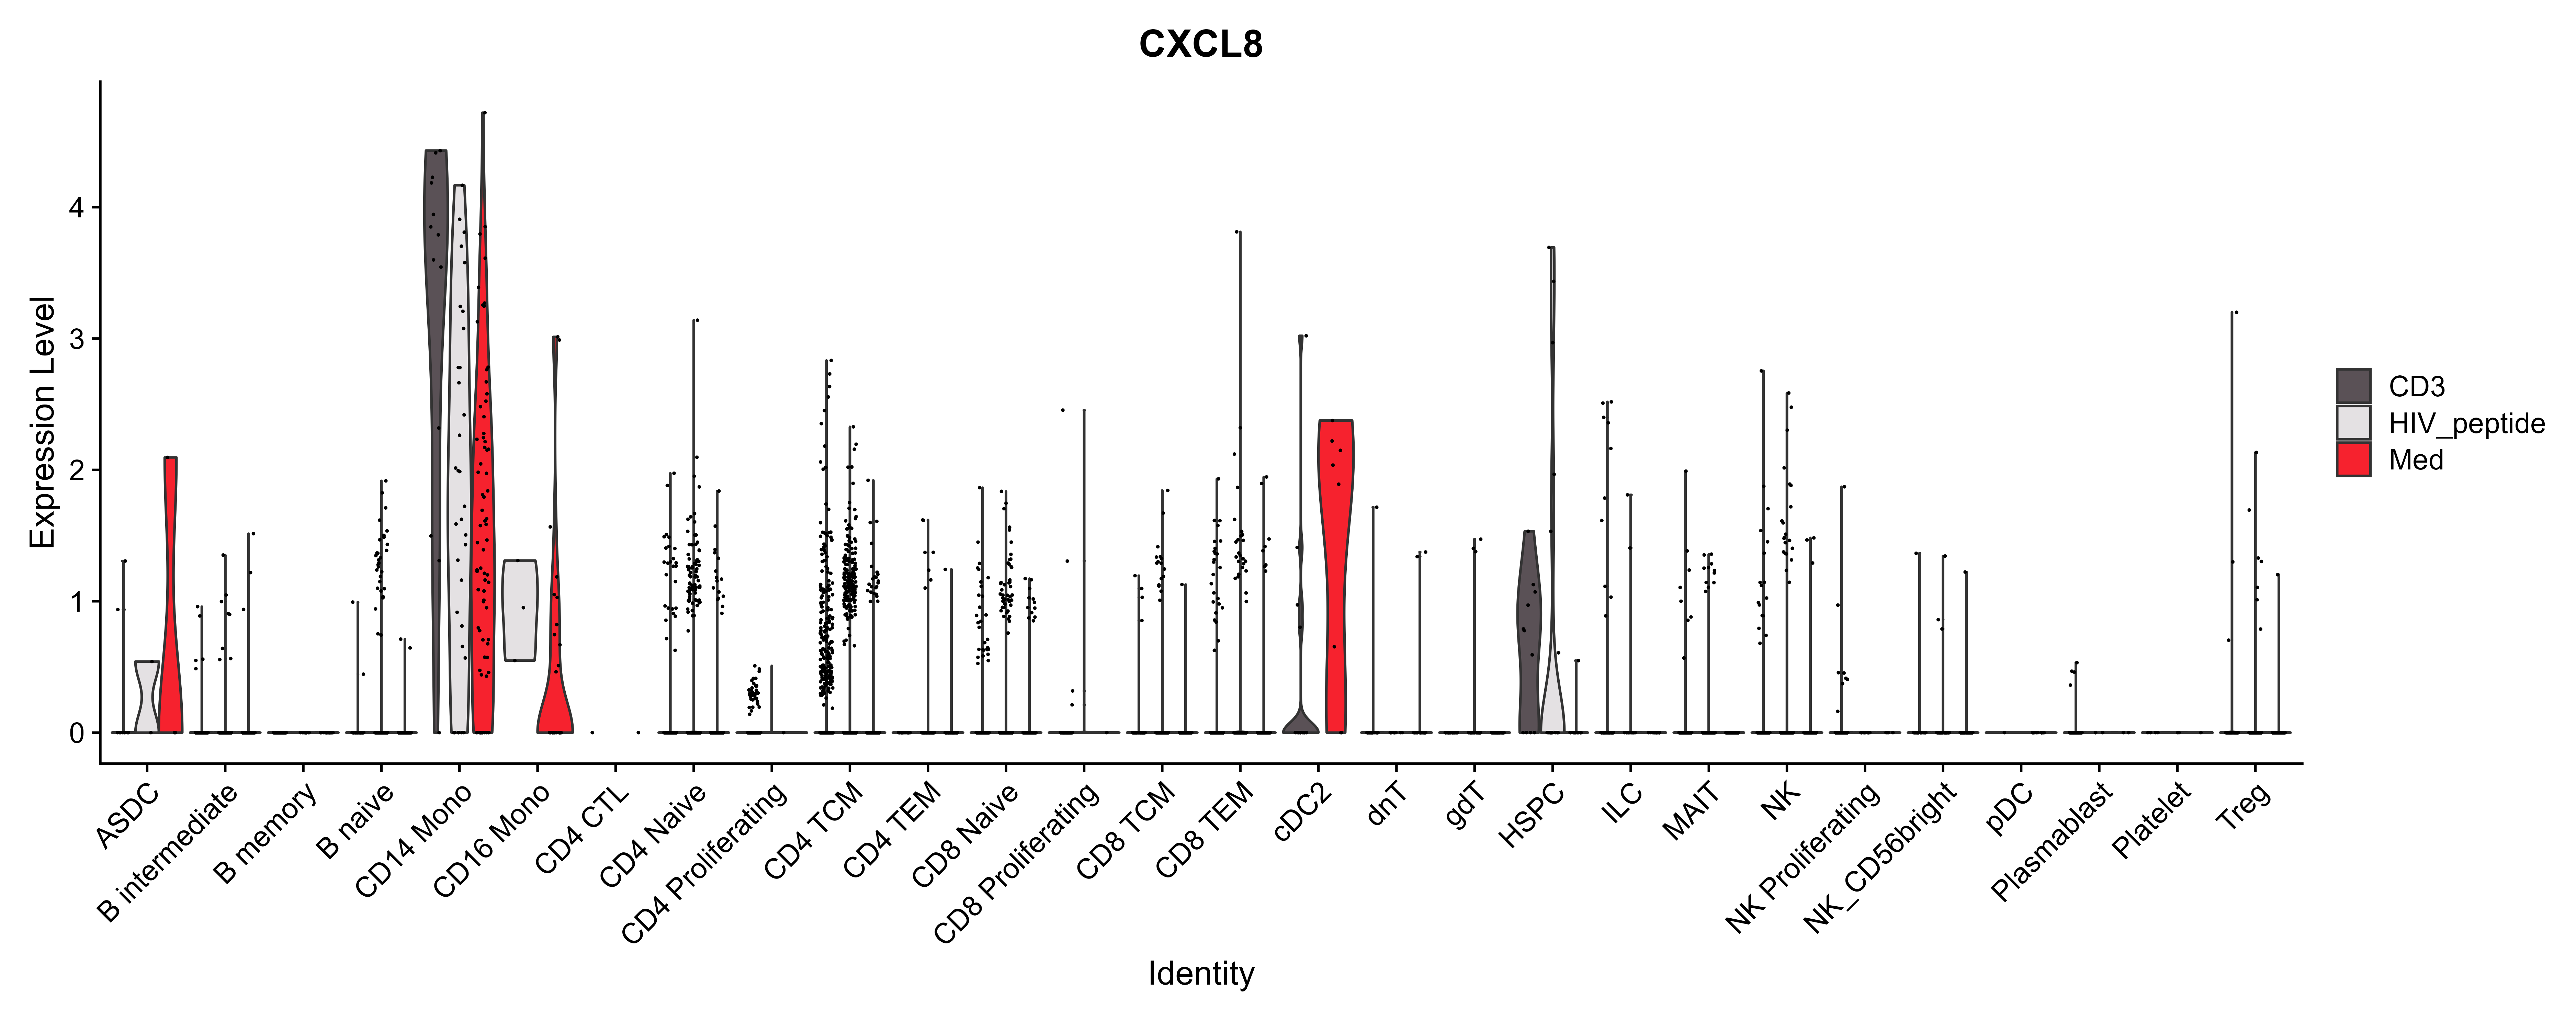 CXCL8
Expression Level
4
3
2
1
0
ASDC
B intermediate
B memory
B naive
CD14 Mono
CD16 Mono
CD4 CTL
CD4 Naive
CD4 Proliferating
CD4 TCM
CD4 TEM
CD8 Naive
CD8 Proliferating
CD8 TCM
CD8 TEM
cDC2
dnT
gdT
HSPC
ILC
MAIT
NK
NK Proliferating
NK_CD56bright
pDC
Plasmablast
Platelet
Treg
Identity
CD3
HIV_peptide
Med